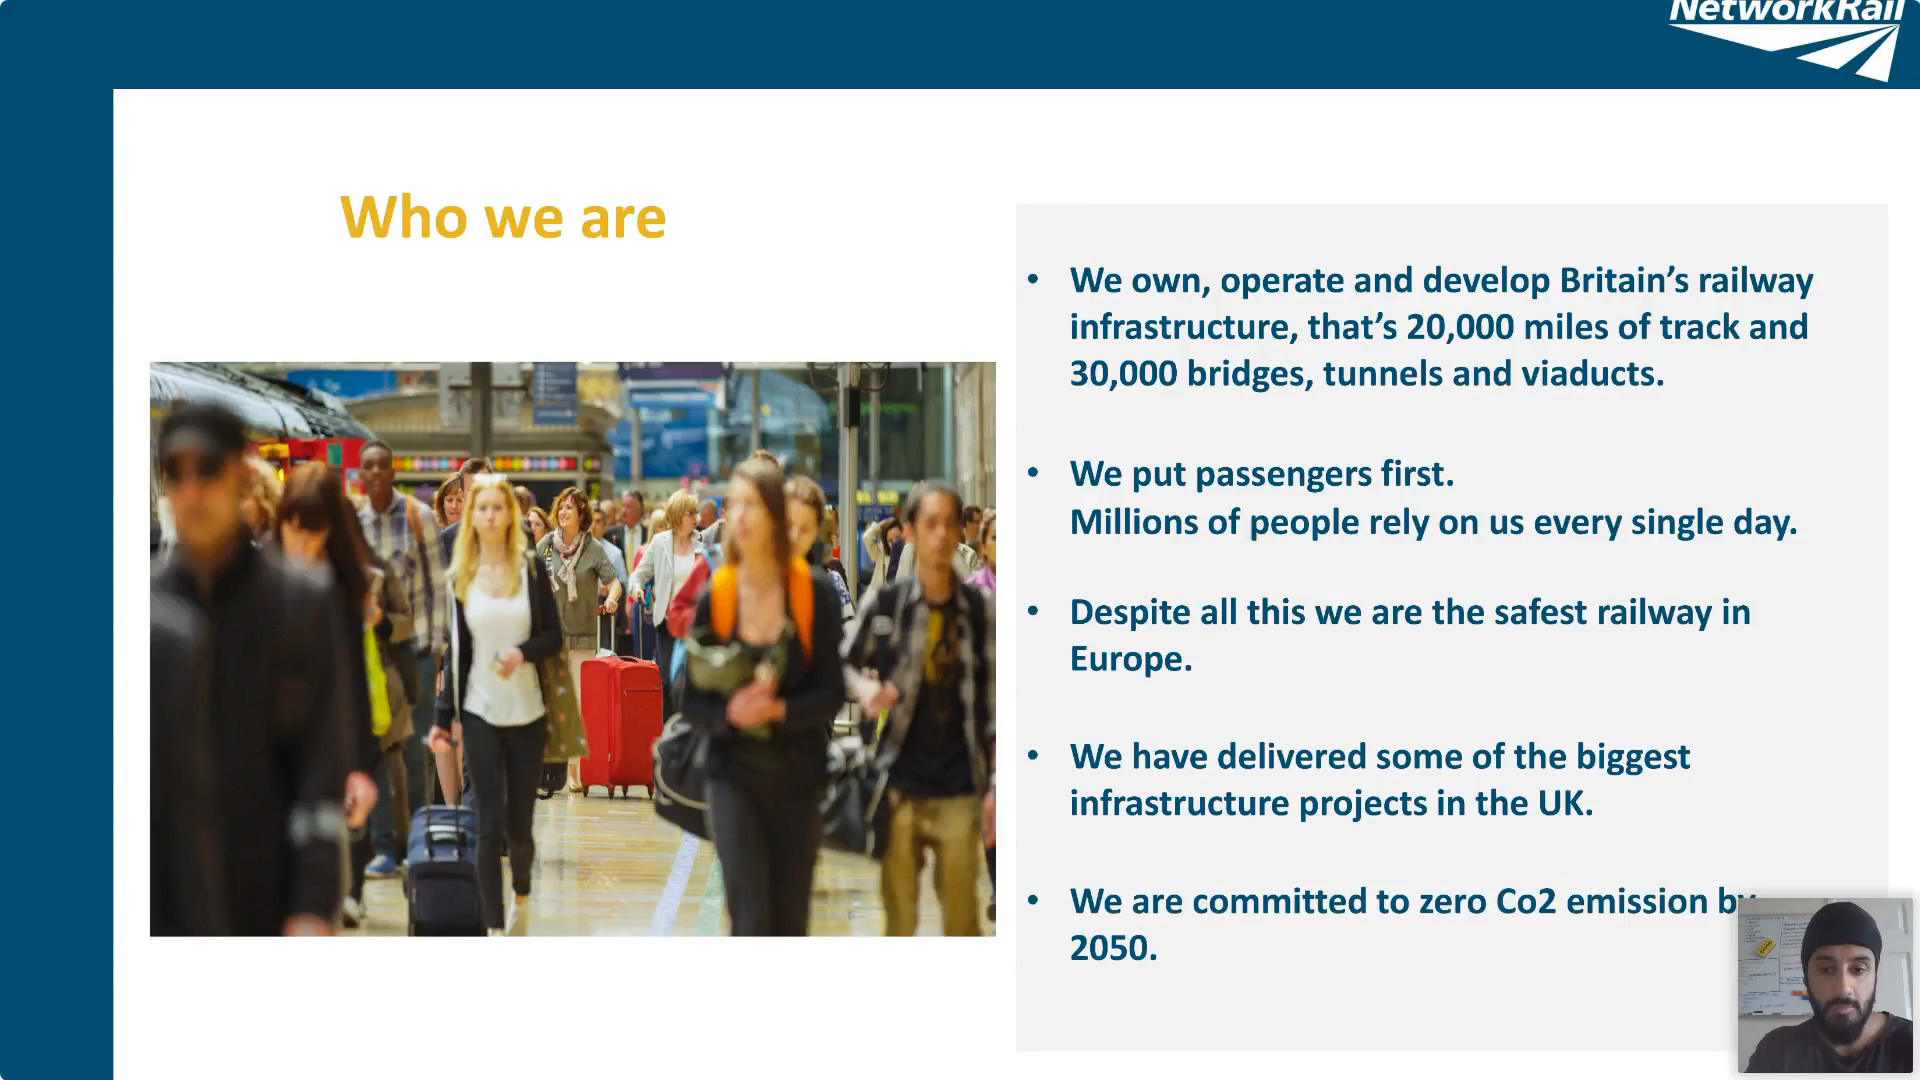 NetworkRail
Who we are
• We own, operate and develop Britain's railway
infrastructure, that's 20,000 miles of track and
30,000 bridges, tunnels and viaducts.
• We put passengers first.
Millions of people rely on us every single day.
• Despite all this we are the safest railway in
Europe.
• We have delivered some of the biggest
infrastructure projects in the UK.
• We are committed to zero Co2 emission by
2050.